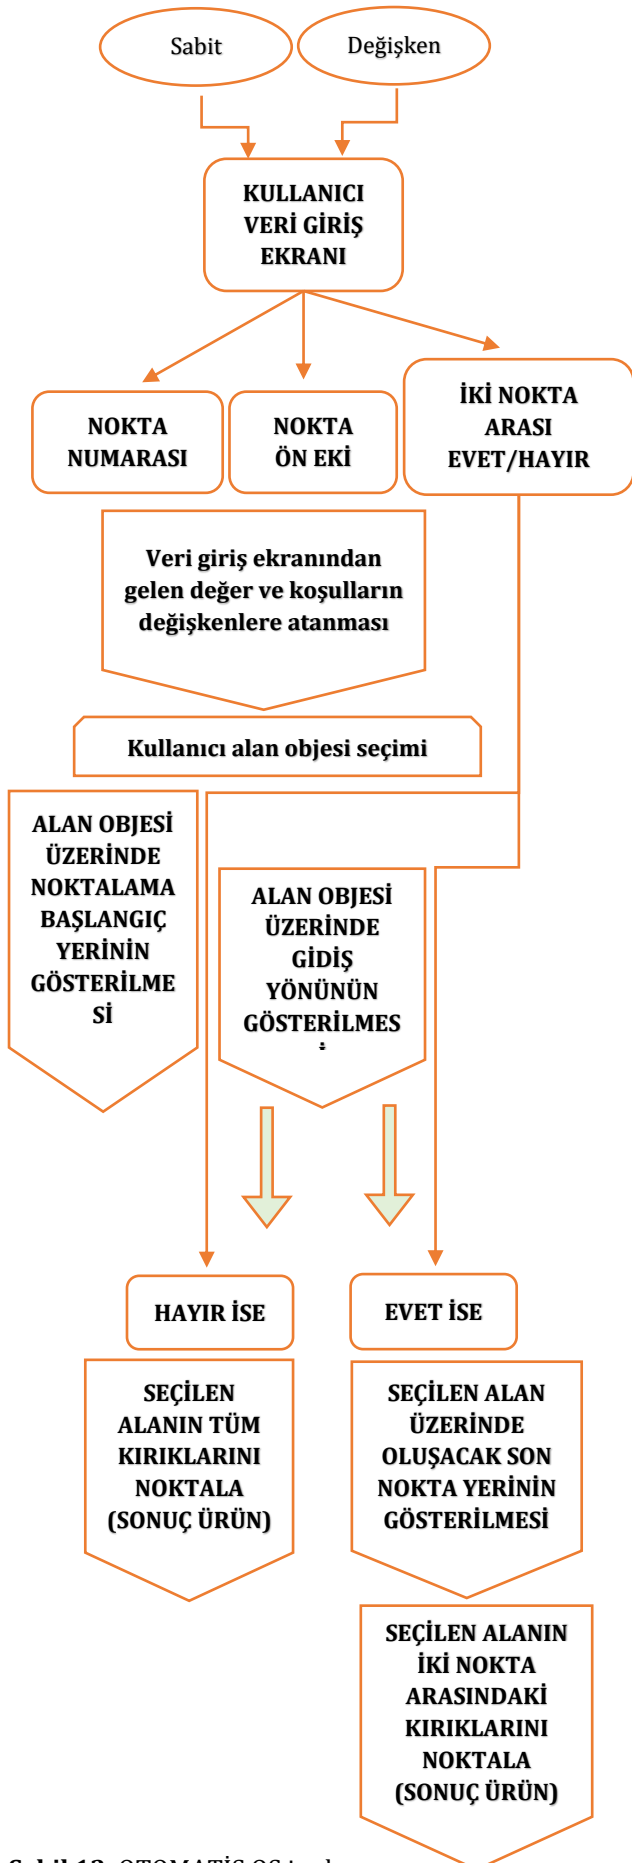 Sabit
Değişken
KULLANICI
VERİ GİRİŞ
EKRANI
NOKTA
NUMARASI
NOKTA
ÖN EKİ
İKİ NOKTA
ARASI
EVET/HAYIR
Veri giriş ekranından
gelen değer ve koşulların
değişkenlere atanması
Kullanıcı alan objesi seçimi
ALAN OBJESİ
ÜZERİNDE
NOKTALAMA
BAŞLANGIÇ
YERİNİN
GÖSTERİLME
Sİ
ALAN OBJESİ
ÜZERİNDE
GİDİŞ
YÖNÜNÜN
GÖSTERİLMES
HAYIR İSE
EVET İSE
SEÇİLEN
ALANIN TÜM
KIRIKLARINI
NOKTALA
(SONUÇ ÜRÜN)
SEÇİLEN ALAN
ÜZERİNDE
OLUŞACAK SON
NOKTA YERİNİN
GÖSTERİLMESİ
SEÇİLEN ALANIN
İKİ NOKTA
ARASINDAKİ
KIRIKLARINI
NOKTALA
(SONUÇ ÜRÜN)